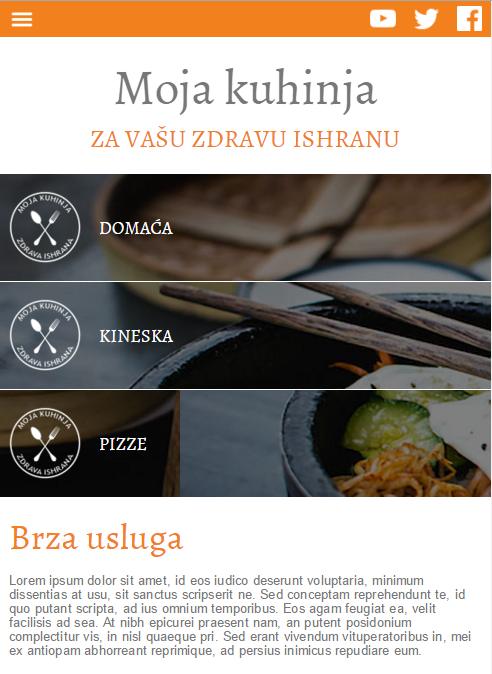 Moja kuhinja
ZA VAŠU ZDRAVU ISHRANU
MOJA KUHINJA
ZDRAVA ISHRANA
DOMAĆA
MOJA KUHINJA
ZDRAVA ISHRANA
KINESKA
MOJA KUHINJA
ZDRAVA ISHRANA
PIZZE
Brza usluga
Lorem ipsum dolor sit amet, id eos iudico deserunt voluptaria, minimum
dissentias at usu, sit sanctus scripserit ne. Sed conceptam reprehendunt te, id
quo putant scripta, ad ius omnium temporibus. Eos agam feugiat ea, velit
facilisis ad sea. At nibh epicurei praesent nam, an putent posidonium
complectitur vis, in nisl quaeque pri. Sed erant vivendum vituperatoribus in, mei
ex antiopam abhorreant reprimique, ad persius inimicus repudiare eum.